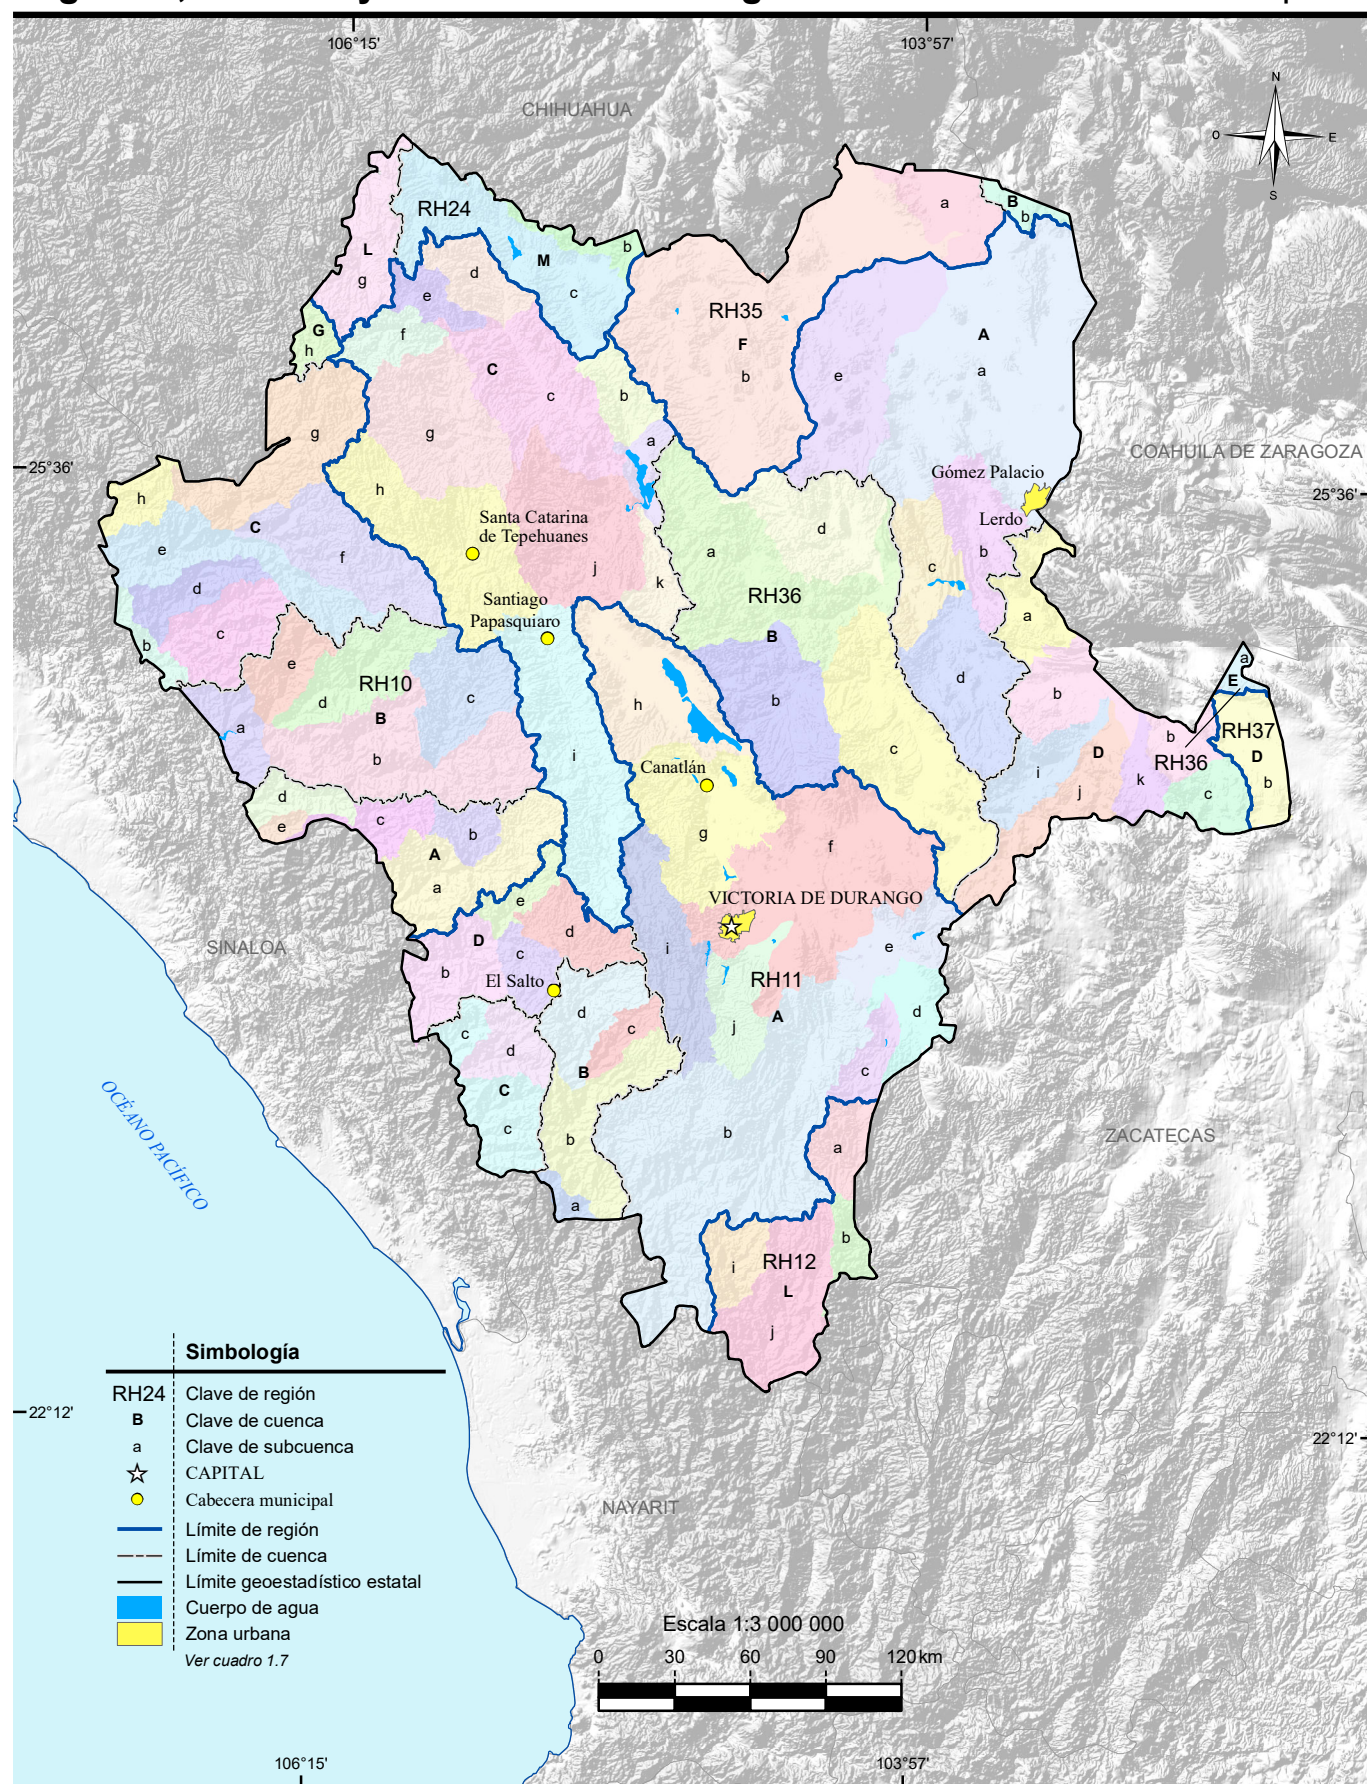 106°15'
103°57'
CHIHUAHUA
N
O
E
S
RH24
L
g
M
b
c
a
B
b
d
e
f
G
h
RH35
F
b
A
a
e
C
c
b
g
a
g
COAHUILA DE ZARAGOZA
25°36'
25°36'
Gómez Palacio
Lerdo
h
h
C
e
f
d
c
b
Santa Catarina
de Tepehuanes
j
k
a
d
RH36
B
c
b
a
Santiago
Papasquiaro
e
d
RH10
B
c
a
b
i
h
b
c
d
b
i
D
j
k
b
RH36
c
a
E
RH37
D
b
Canatlán
g
f
d
e
c
b
A
a
VICTORIA DE DURANGO
SINALOA
e
d
D
c
b
El Salto
i
RH11
A
j
e
d
c
c
d
C
c
d
c
B
b
a
b
a
b
ZACATECAS
OCÉANO PACÍFICO
i
RH12
L
j
Simbología
RH24 Clave de región
B Clave de cuenca
a Clave de subcuenca
CAPITAL
Cabecera municipal
Límite de región
Límite de cuenca
Límite geoestadístico estatal
Cuerpo de agua
Zona urbana
Ver cuadro 1.7
22°12'
22°12'
NAYARIT
Escala 1:3 000 000
0 30 60 90 120 km
106°15'
103°57'